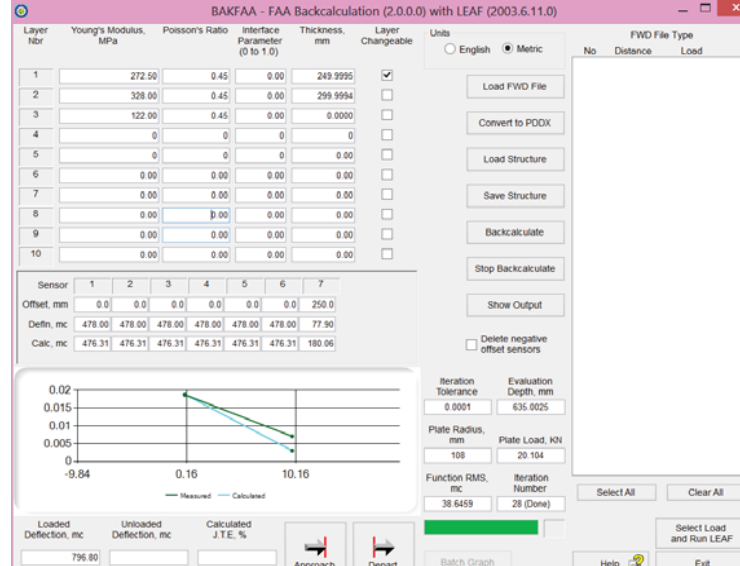 BAKFAA - FAA Backcalculation (2.0.0.0) with LEAF (2003.6.11.0)
Layer Nbr Young's Modulus, MPa Poisson's Ratio Interface Parameter (0 to 1.0) Thickness, mm Layer Changeable
1 272.50 0.45 0.00 249.9995
2 328.00 0.45 0.00 299.9994
3 122.00 0.45 0.00 0.0000
4 0 0 0 0
5 0 0 0.00
6 0.00 0.00 0.00 0.00
7 0.00 0.00 0.00 0.00
8 0.00 0.00 0.00 0.00
9 0.00 0.00 0.00 0.00
10 0.00 0.00 0.00 0.00
Sensor 1 2 3 4 5 6 7
Offset, mm 0.0 0.0 0.0 0.0 0.0 0.0 250.0
Defln, mc 478.00 478.00 478.00 478.00 478.00 478.00 77.90
Calc, mc 476.31 476.31 476.31 476.31 476.31 476.31 180.06
0.02
0.015
0.01
0.005
0
-9.84 0.16 10.16
Measured Calculated
Loaded Deflection, mc Unloaded Deflection, mc Calculated J.T.E, %
796.80
Approach Depart
Units
English Metric
Load FWD File
Convert to PDDX
Load Structure
Save Structure
Backcalculate
Stop Backcalculate
Show Output
Delete negative offset sensors
Iteration Tolerance Evaluation Depth, mm
0.0001 635.0025
Plate Radius, mm Plate Load, KN
108 20.104
Function RMS, mc Iteration Number
38.6459 28 (Done)
Batch Graph
FWD File Type
No Distance Load
Select All Clear All
Select Load and Run LEAF
Help Exit